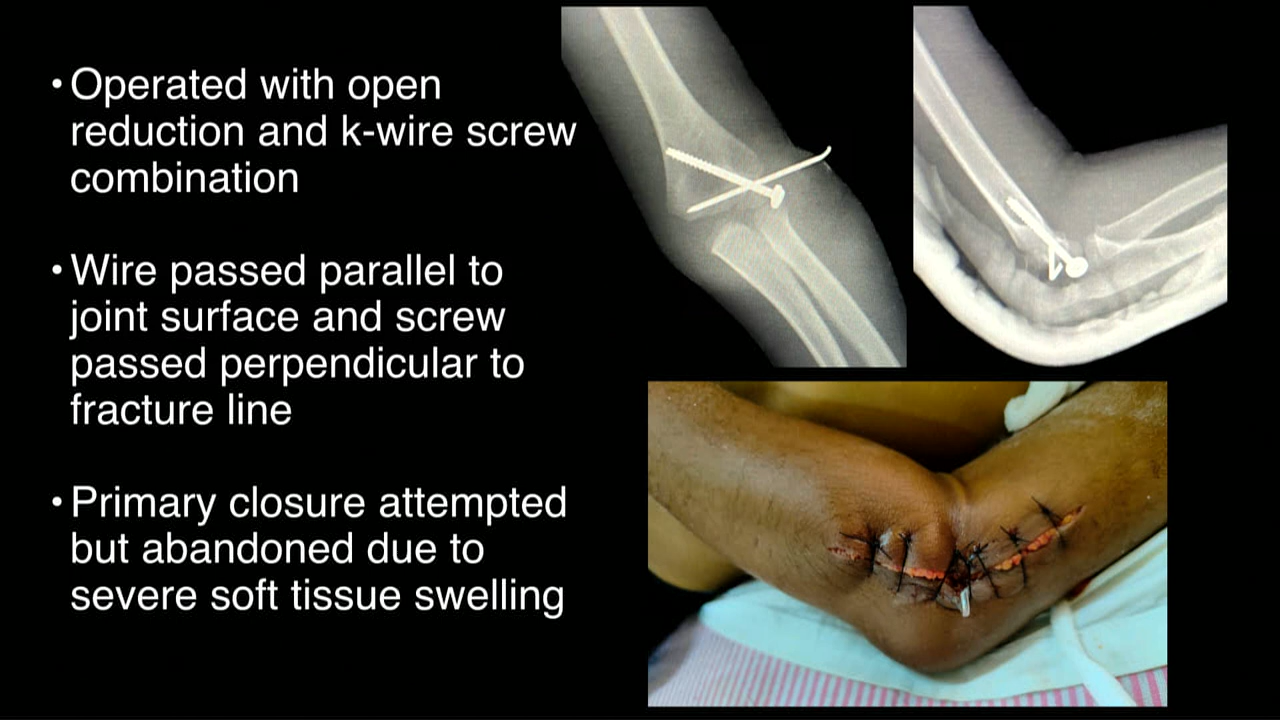 • Operated with open
reduction and k-wire screw
combination
• Wire passed parallel to
joint surface and screw
passed perpendicular to
fracture line
• Primary closure attempted
but abandoned due to
severe soft tissue swelling